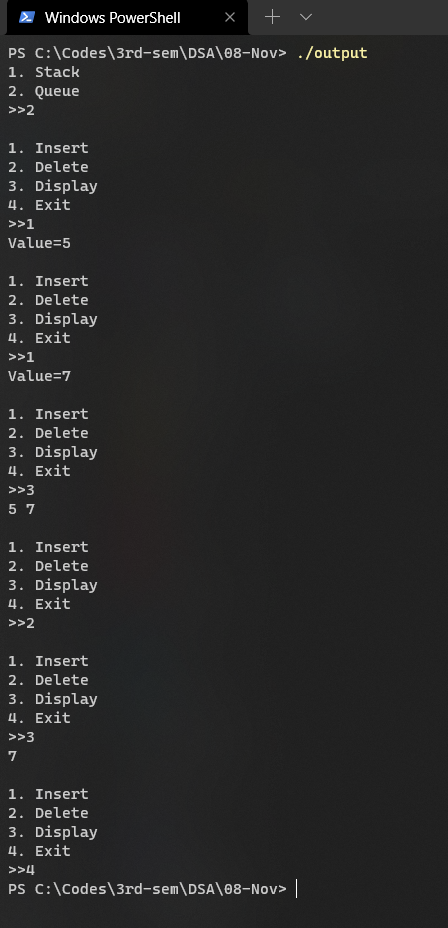 Windows PowerShell
PS C:\Codes\3rd-sem\DSA\08-Nov> ./output
1. Stack
2. Queue
>>2
1. Insert
2. Delete
3. Display
4. Exit
>>1
Value=5
1. Insert
2. Delete
3. Display
4. Exit
>>1
Value=7
1. Insert
2. Delete
3. Display
4. Exit
>>3
5 7
1. Insert
2. Delete
3. Display
4. Exit
>>2
1. Insert
2. Delete
3. Display
4. Exit
>>3
7
1. Insert
2. Delete
3. Display
4. Exit
>>4
PS C:\Codes\3rd-sem\DSA\08-Nov>